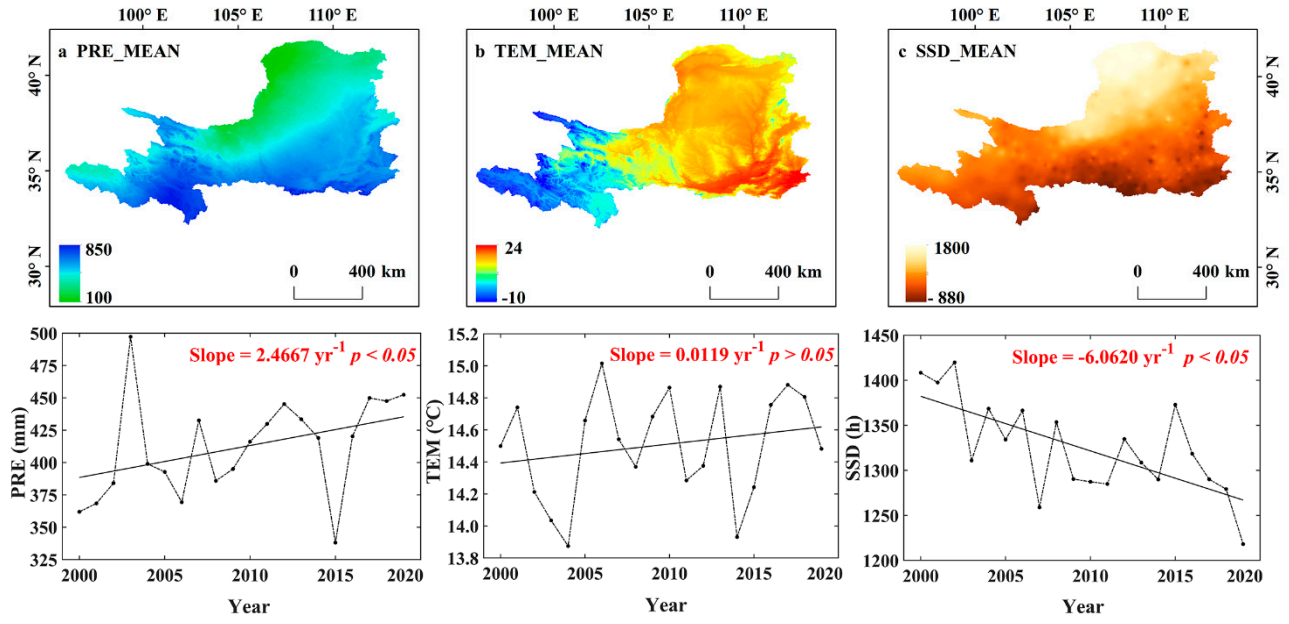 100° E 105° E 110° E 100° E 105° E 110° E 100° E 105° E 110° E
a PRE_MEAN
b TEM_MEAN
c SSD_MEAN
40° N
35° N
30° N
40° N
35° N
30° N
850
100
0 400 km
24
-10
0 400 km
1800
880
0 400 km
Slope = 2.4667 yr⁻¹ p < 0.05
500
475
450
425
400
375
350
325
PRE (mm)
2000 2005 2010 2015 2020
Year
Slope = 0.0119 yr⁻¹ p > 0.05
15.2
15.0
14.8
14.6
14.4
14.2
14.0
13.8
TEM (°C)
2000 2005 2010 2015 2020
Year
Slope = -6.0620 yr⁻¹ p < 0.05
1450
1400
1350
1300
1250
1200
SSD (h)
2000 2005 2010 2015 2020
Year